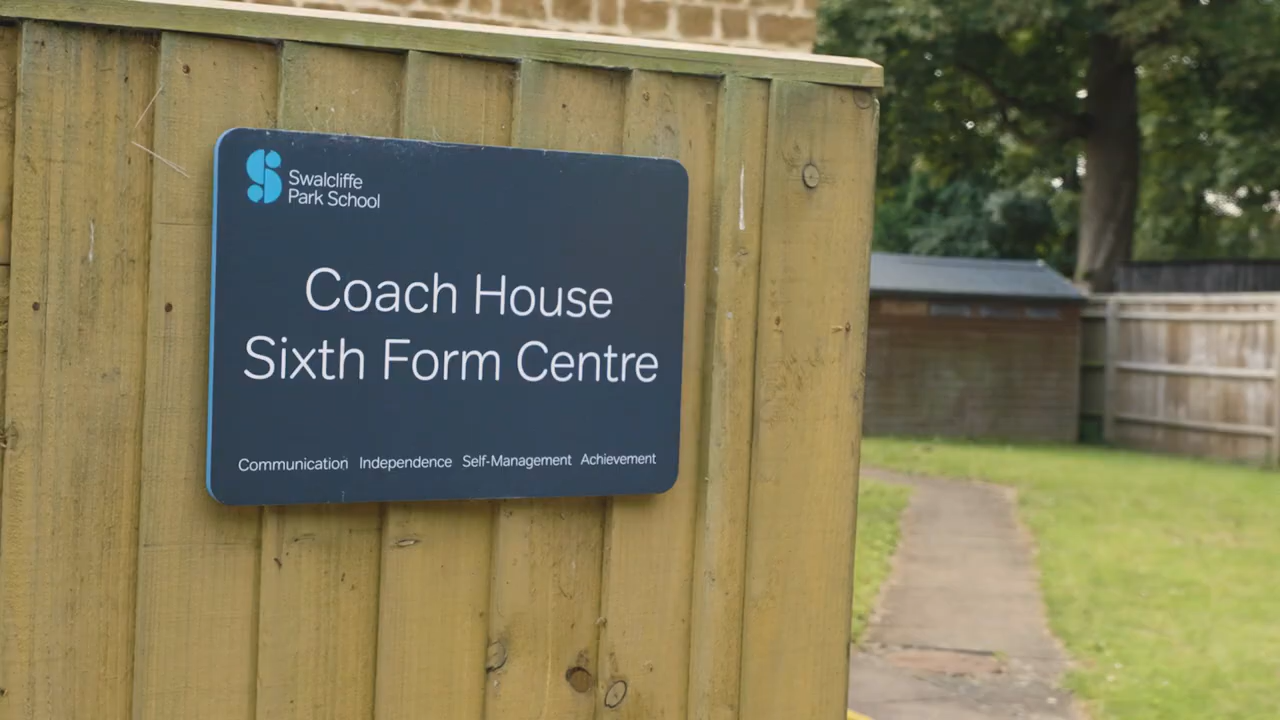 Swalcliffe
Park School
Coach House
Sixth Form Centre
Communication Independence Self-Management Achievement